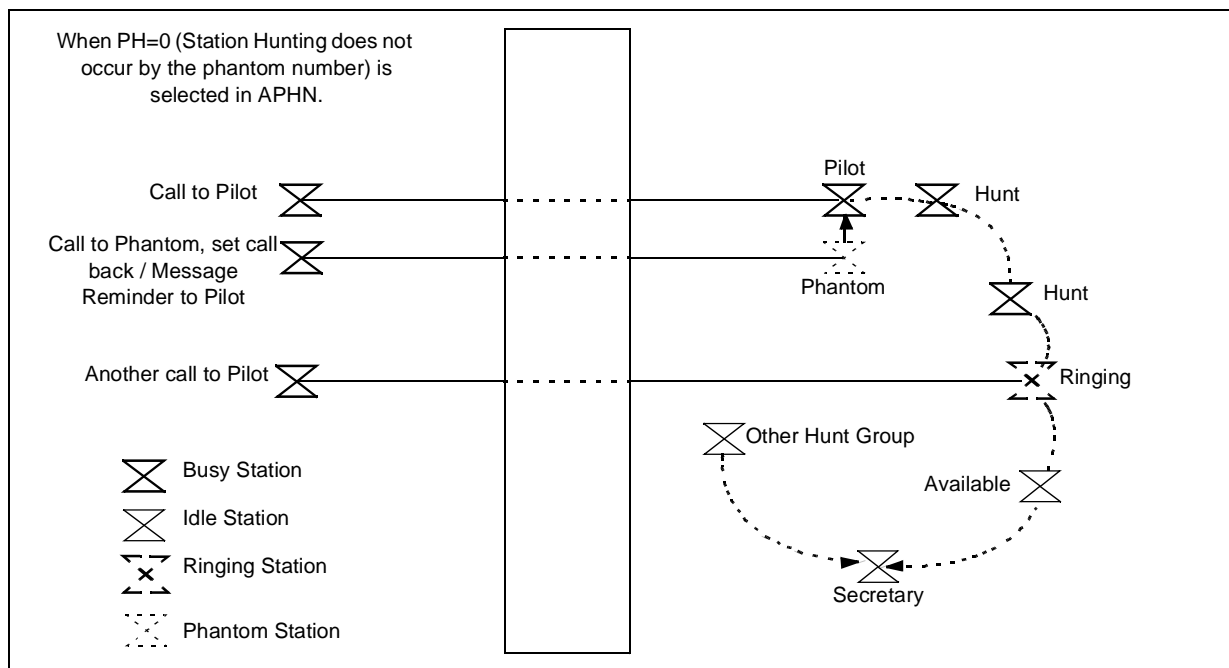 When PH=0 (Station Hunting does not
occur by the phantom number) is
selected in APHN.
Pilot
Call to Pilot
Hunt
Call to Phantom, set call
back / Message
Reminder to Pilot
Phantom
Hunt
Another call to Pilot
Ringing
Other Hunt Group
Busy Station
Available
Idle Station
Ringing Station
Secretary
Phantom Station